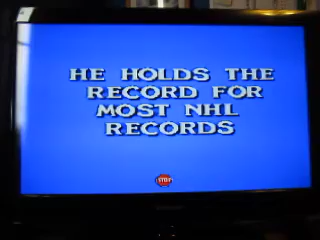 HE HOLDS THE
RECORD FOR
MOST NHL
RECORDS
STOP